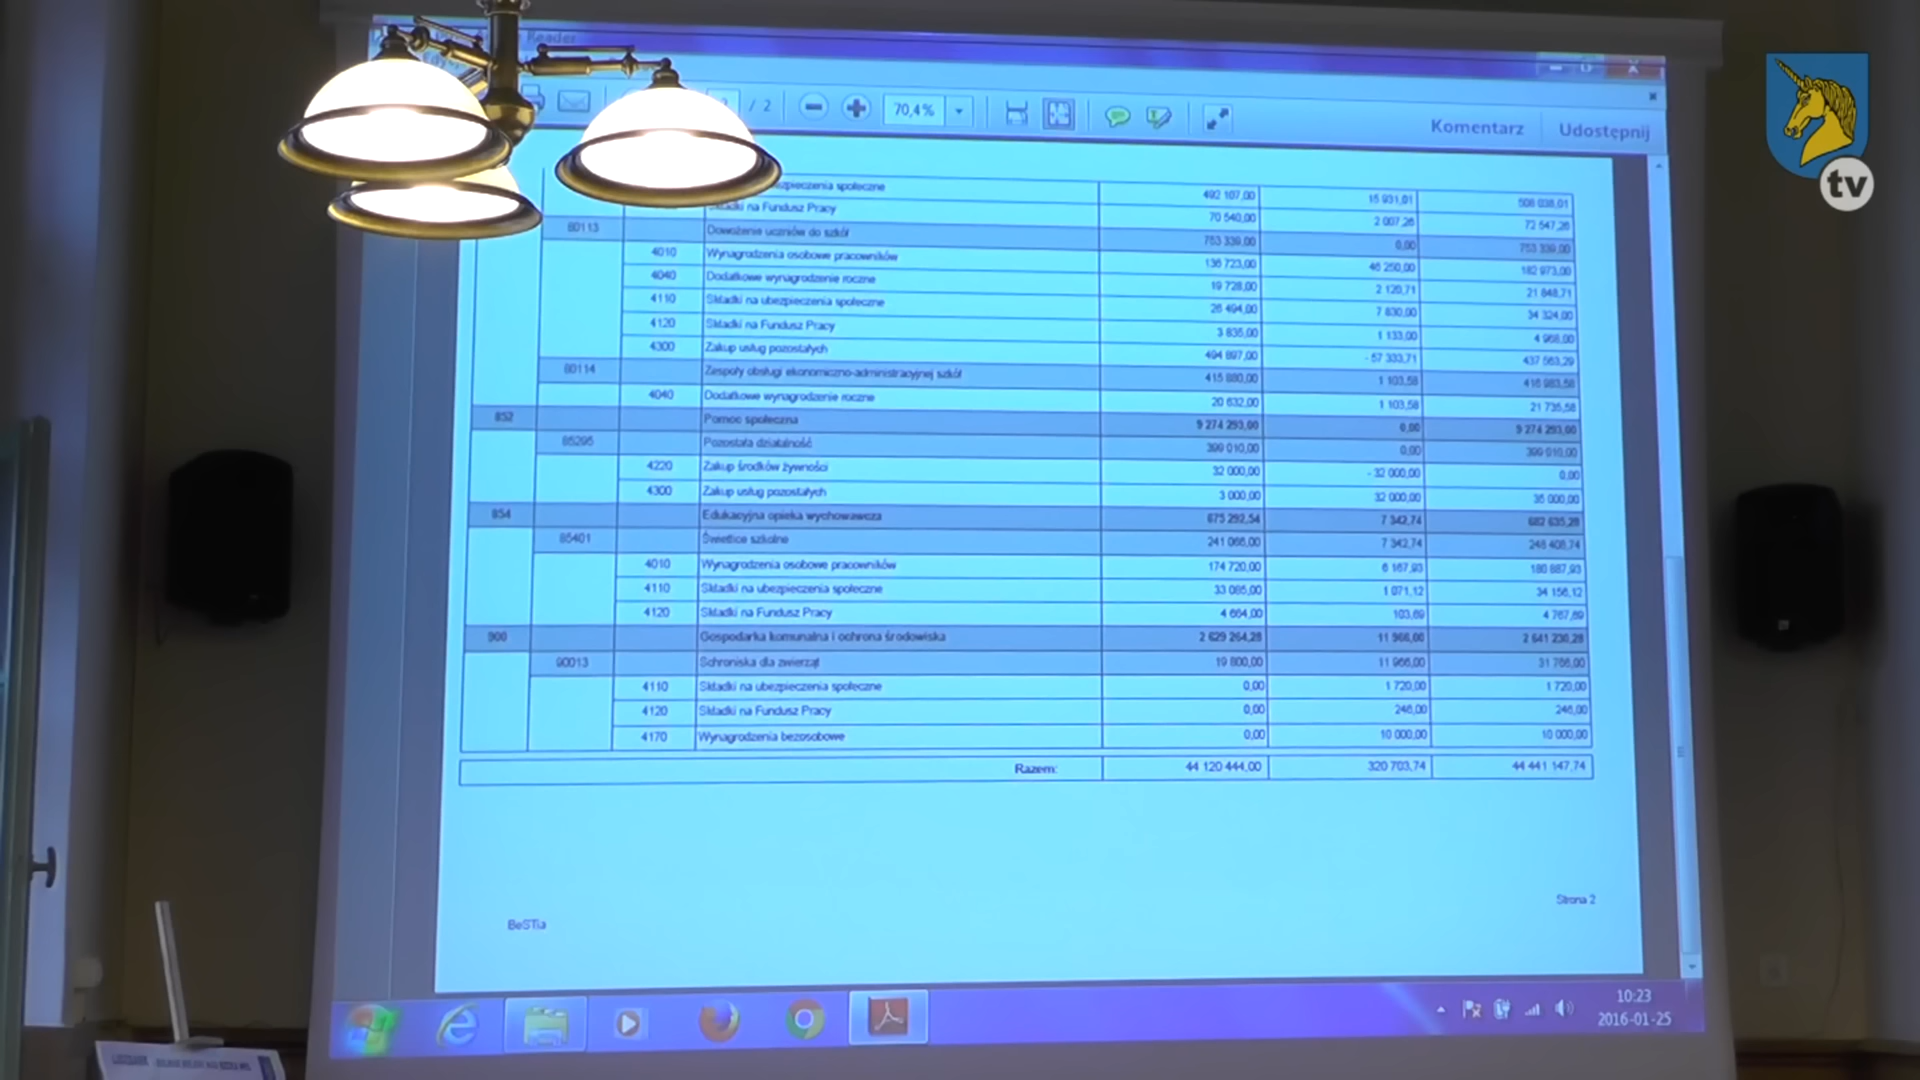 Reader
/ 2
70,4%
Komentarz
Udostępnij
tv
społeczne 492 107,00 15 931,01 508 038,01
na Fundusz Pracy 70 540,00 2 007,26 72 547,26
80113 Dowożenie uczniów do szkół 753 339,00 0,00 753 339,00
4010 Wynagrodzenia osobowe pracowników 136 723,00 46 250,00 182 973,00
4040 Dodatkowe wynagrodzenie roczne 19 728,00 2 120,71 21 848,71
4110 Składki na ubezpieczenia społeczne 26 494,00 7 830,00 34 324,00
4120 Składki na Fundusz Pracy 3 835,00 1 133,00 4 968,00
4300 Zakup usług pozostałych 494 897,00 - 57 333,71 437 563,29
80114 Zespoły obsługi ekonomiczno-administracyjnej szkół 415 880,00 1 103,58 416 983,58
4040 Dodatkowe wynagrodzenie roczne 20 632,00 1 103,58 21 735,58
852 Pomoc społeczna 9 274 293,00 0,00 9 274 293,00
85295 Pozostała działalność 399 010,00 0,00 399 010,00
4220 Zakup środków żywności 32 000,00 - 32 000,00 0,00
4300 Zakup usług pozostałych 3 000,00 32 000,00 35 000,00
854 Edukacyjna opieka wychowawcza 675 292,54 7 342,74 682 635,28
85401 Świetlice szkolne 241 066,00 7 342,74 248 408,74
4010 Wynagrodzenia osobowe pracowników 174 720,00 6 167,93 180 887,93
4110 Składki na ubezpieczenia społeczne 33 085,00 1 071,12 34 156,12
4120 Składki na Fundusz Pracy 4 664,00 103,69 4 767,69
900 Gospodarka komunalna i ochrona środowiska 2 629 264,28 11 966,00 2 641 230,28
90013 Schroniska dla zwierząt 19 800,00 11 966,00 31 766,00
4110 Składki na ubezpieczenia społeczne 0,00 1 720,00 1 720,00
4120 Składki na Fundusz Pracy 0,00 246,00 246,00
4170 Wynagrodzenia bezosobowe 0,00 10 000,00 10 000,00
Razem: 44 120 444,00 320 703,74 44 441 147,74
Strona 2
BeSTia
10:23
2016-01-25